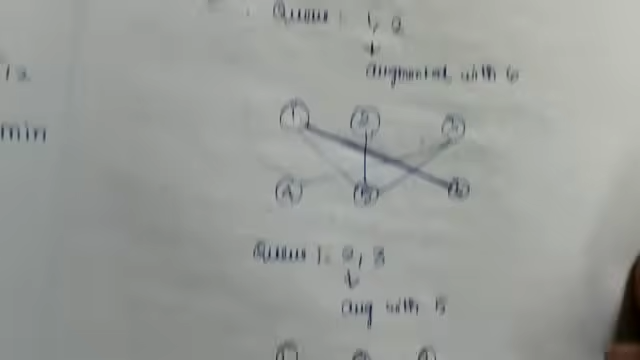 Queue : 1, 2
↓
augmented with 6
12
min
1 2 3
4 5 6
Queue : 2, 3
↓
aug with 5